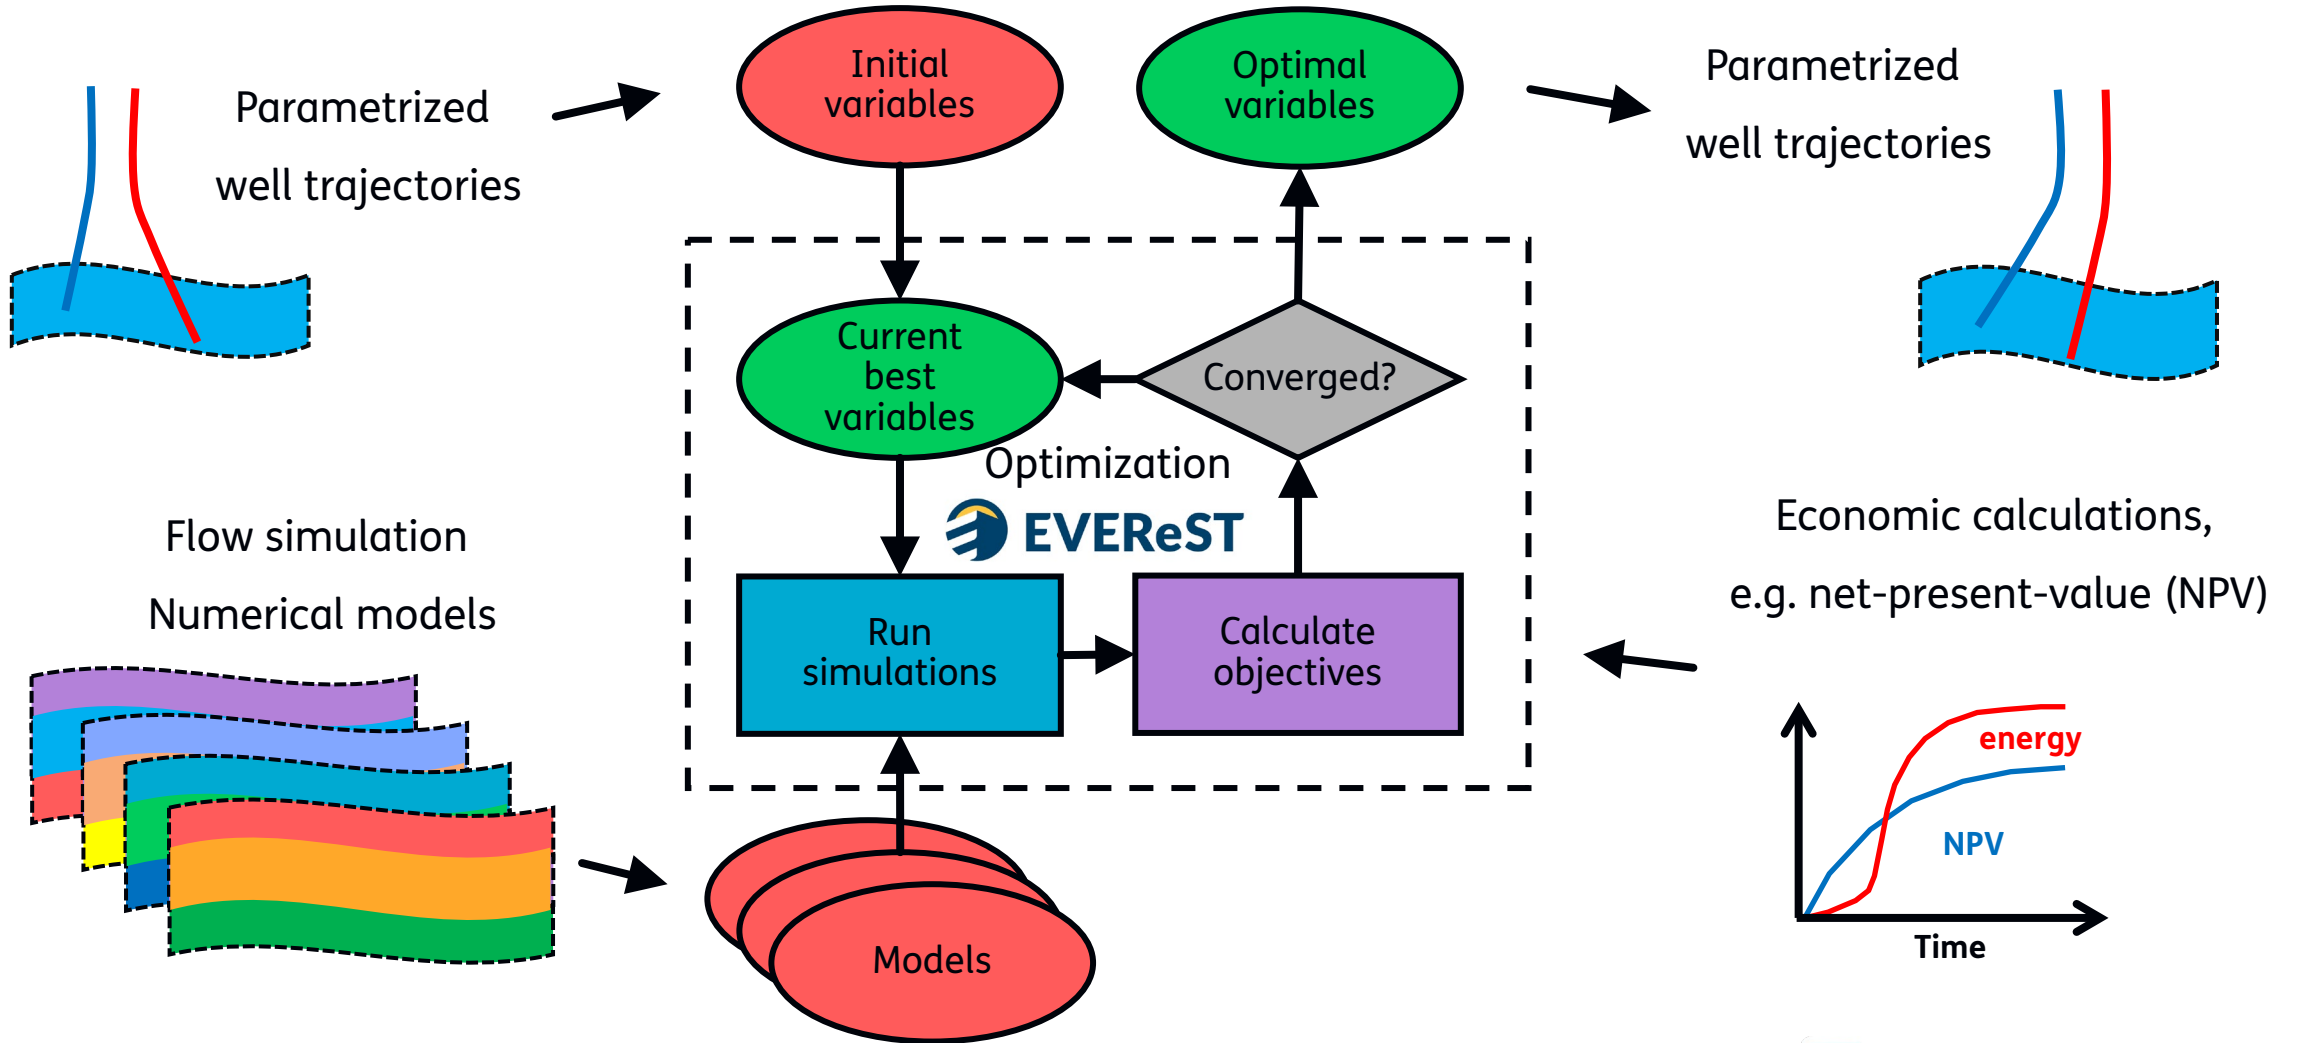 Parametrized
well trajectories
Initial
variables
Optimal
variables
Parametrized
well trajectories
Current
best
variables
Converged?
Optimization
EVEReST
Flow simulation
Numerical models
Run
simulations
Calculate
objectives
Economic calculations,
e.g. net-present-value (NPV)
energy
NPV
Time
Models